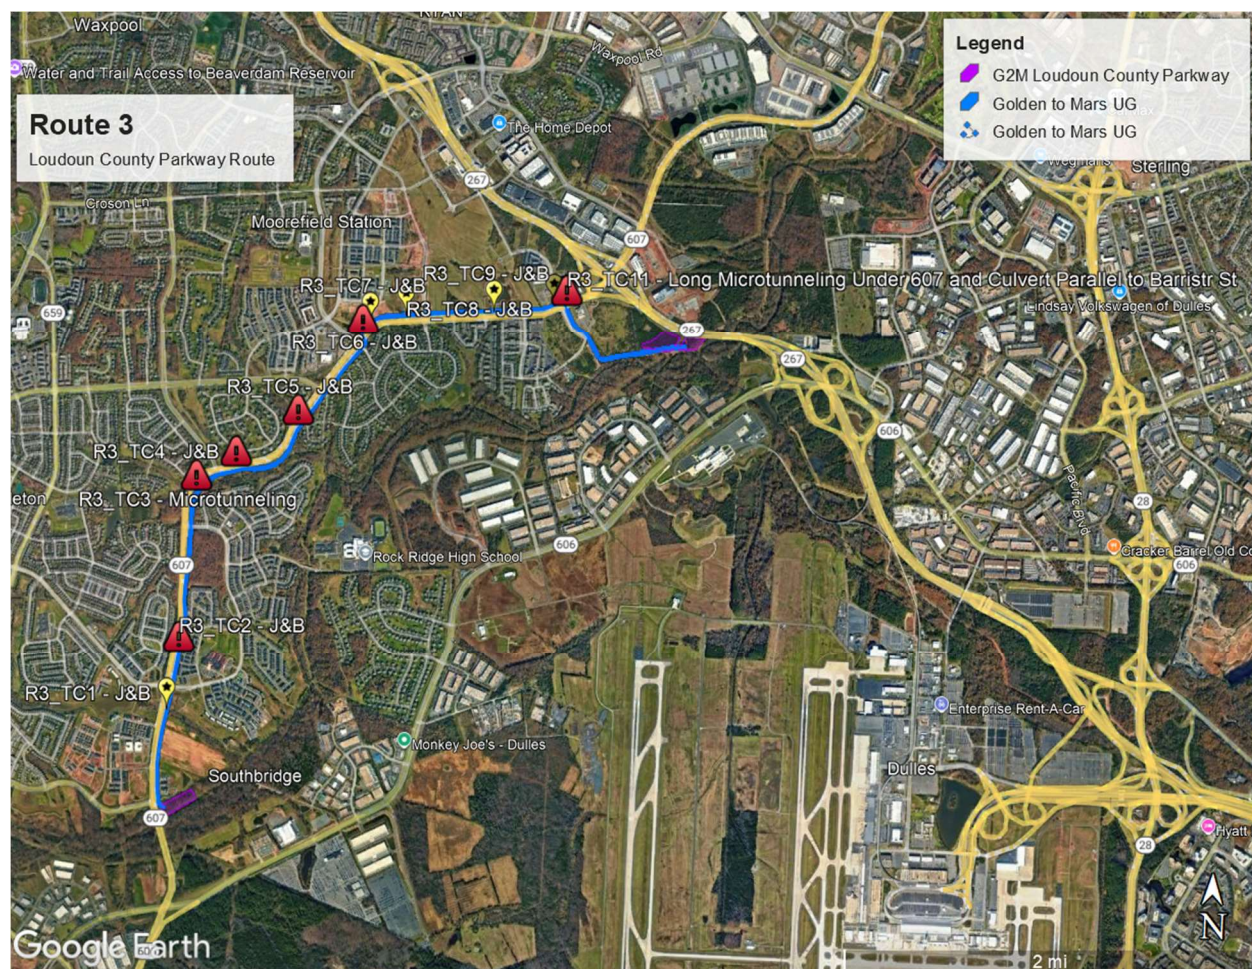 Waxpool
RYAN
Waxpool Rd
Water and Trail Access to Beaverdam Reservoir
Legend
G2M Loudoun County Parkway
Golden to Mars UG
Golden to Mars UG
Route 3
Loudoun County Parkway Route
The Home Depot
Wegmans
Sterling
267
Croson Ln
Moorefield Station
607
R3_TC9 - J&B
R3_TC11 - Long Microtunneling Under 607 and Culvert Parallel to Barristr St
R3_TC7 - J&B
R3_TC8 - J&B
Lindsay Volkswagen of Dulles
659
267
R3_TC6 - J&B
267
R3_TC5 - J&B
606
R3_TC4 - J&B
R3_TC3 - Microtunneling
eton
Pacific Blvd
28
606
Rock Ridge High School
Cracker Barrel Old Co
607
606
R3_TC2 - J&B
R3_TC1 - J&B
Enterprise Rent-A-Car
Monkey Joe's - Dulles
Southbridge
Dulles
607
Hyatt
28
N
Google Earth
606
2 mi